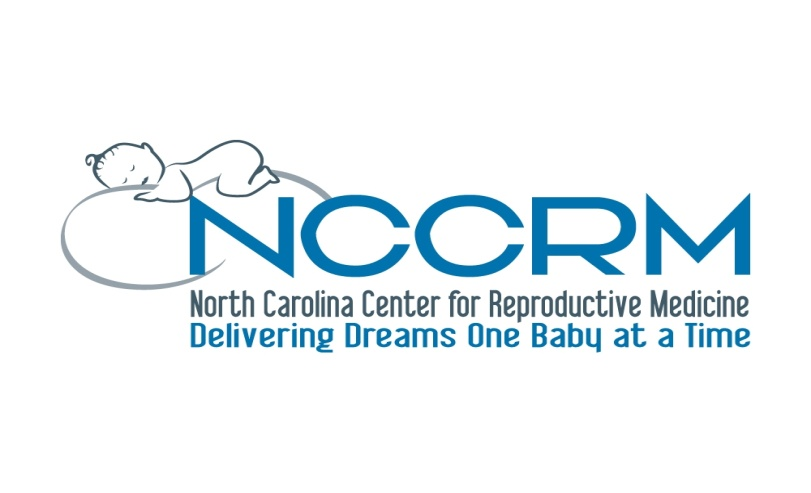 NCCRM
North Carolina Center for Reproductive Medicine
Delivering Dreams One Baby at a Time